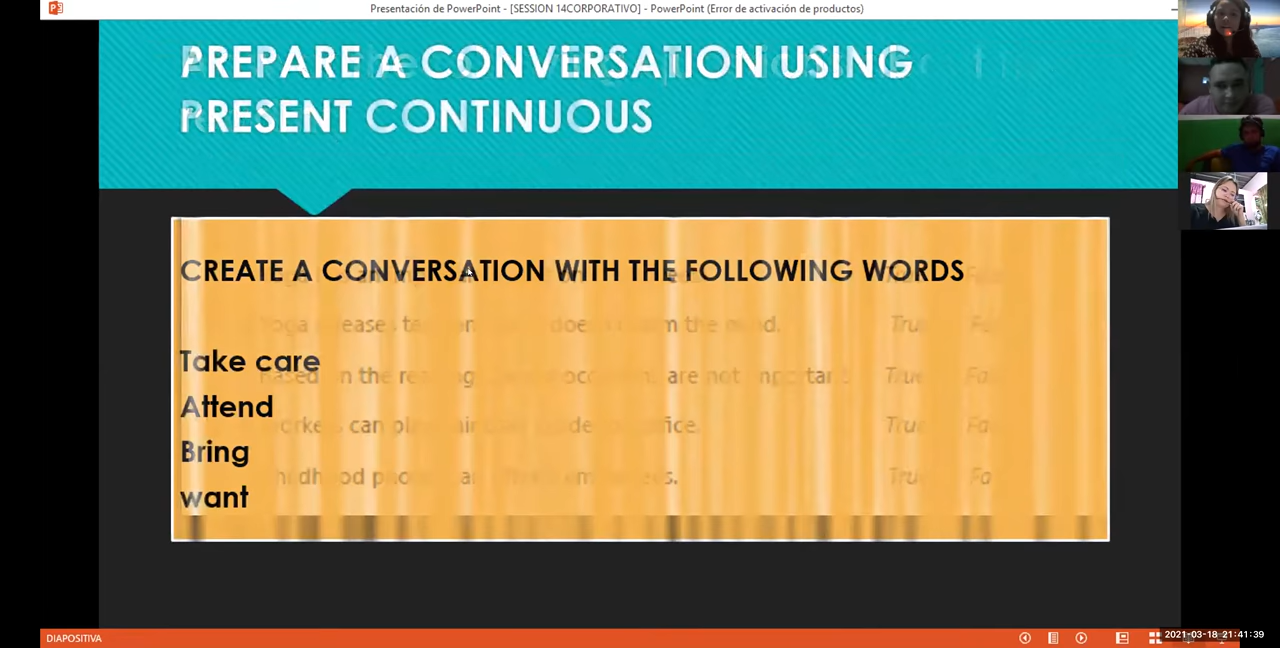 Presentación de PowerPoint - [SESSION 14CORPORATIVO] - PowerPoint (Error de activación de productos)
PREPARE A CONVERSATION USING
PRESENT CONTINUOUS
CREATE A CONVERSATION WITH THE FOLLOWING WORDS
Take care
Attend
Bring
want
DIAPOSITIVA
2021-03-18 21:41:39